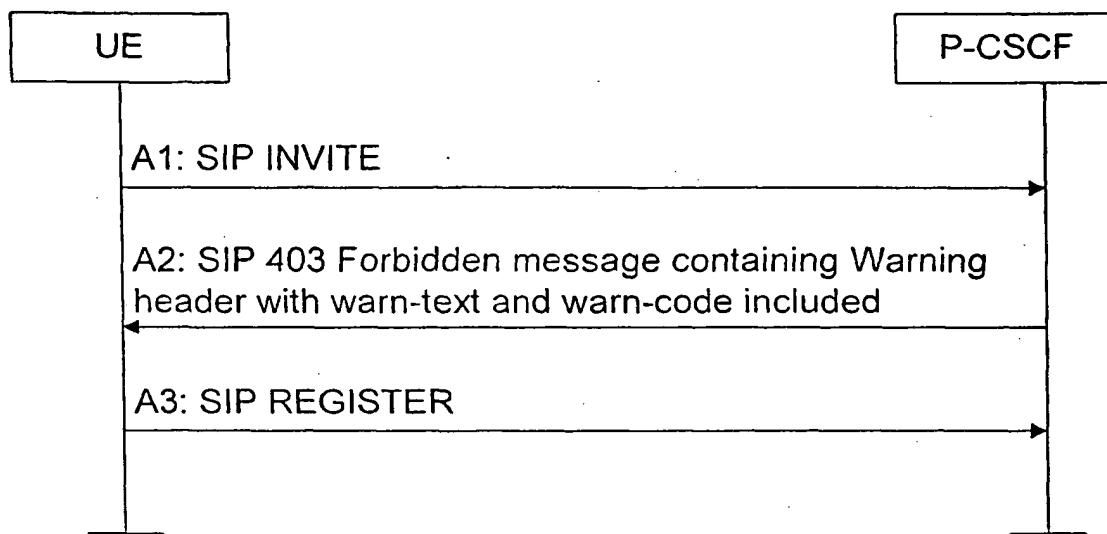 UE
P-CSCF
A1: SIP INVITE
A2: SIP 403 Forbidden message containing Warning
header with warn-text and warn-code included
A3: SIP REGISTER